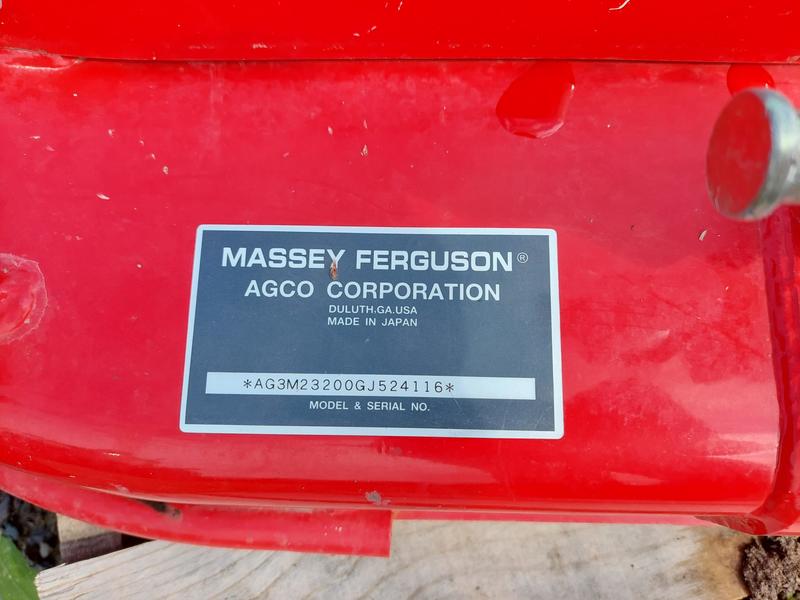 MASSEY FERGUSON®
AGCO CORPORATION
DULUTH.GA.USA
MADE IN JAPAN
*AG3M23200GJ524116*
MODEL & SERIAL NO.